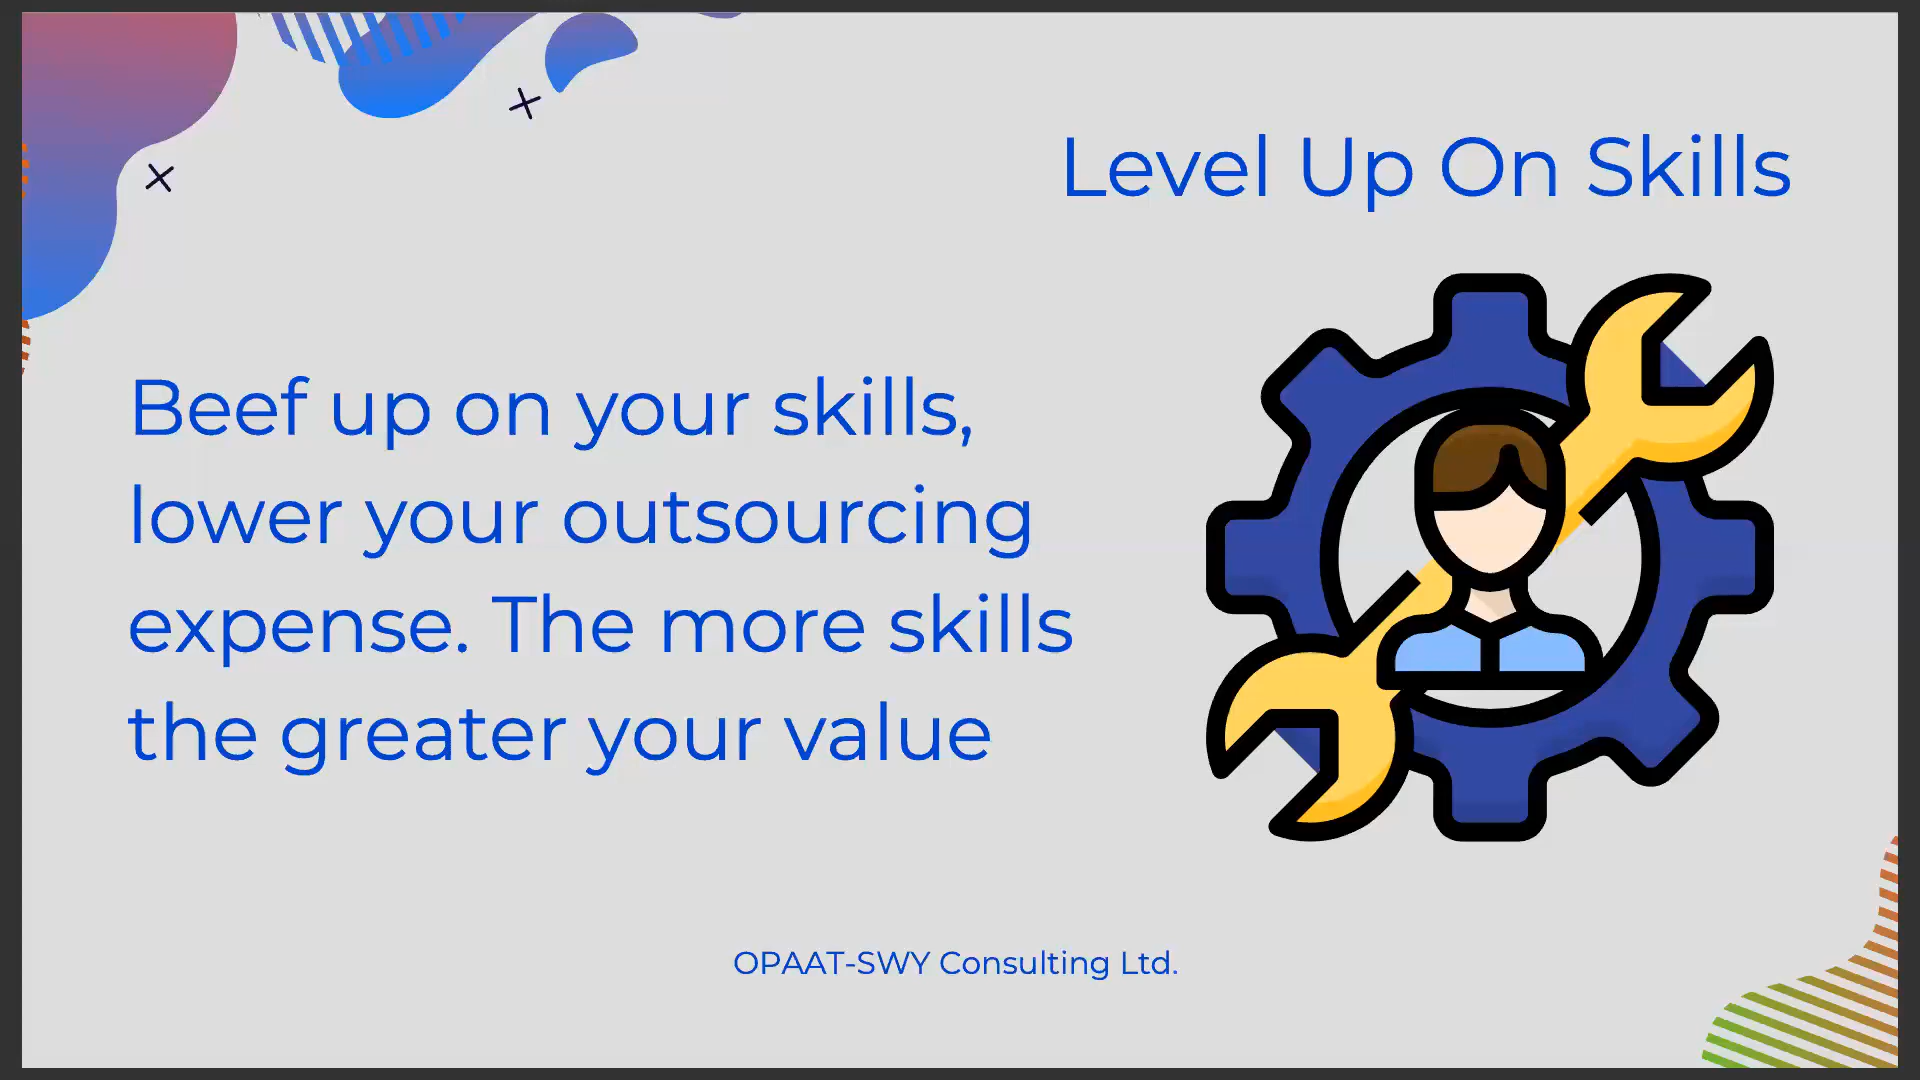 Level Up On Skills
Beef up on your skills,
lower your outsourcing
expense. The more skills
the greater your value
OPAAT-SWY Consulting Ltd.